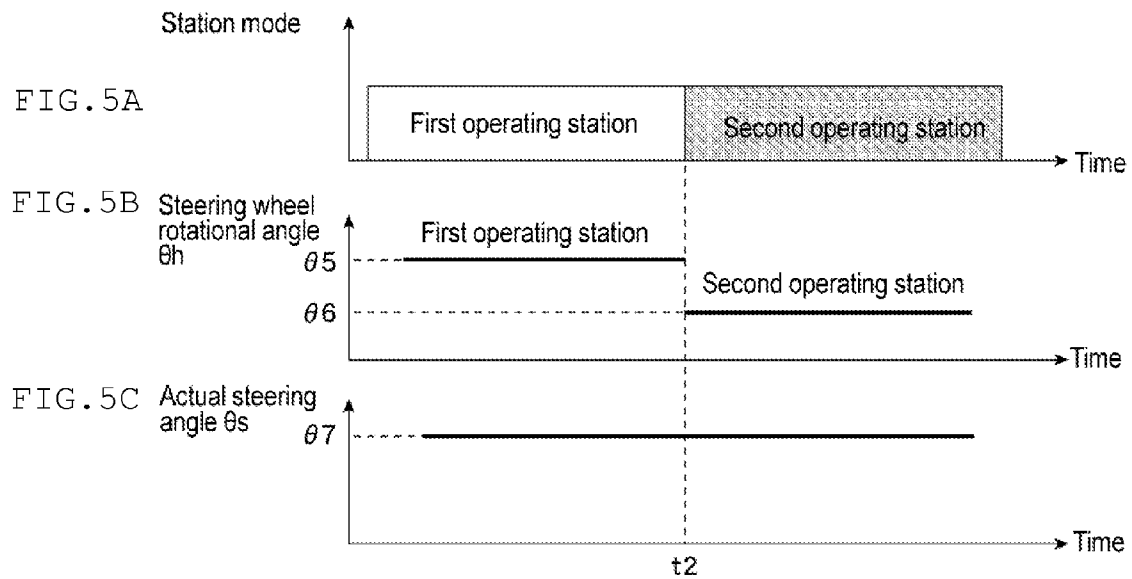 Station mode
FIG.5A
First operating station
Second operating station
Time
FIG.5B
Steering wheel
rotational angle
θh
First operating station
θ5
Second operating station
θ6
Time
FIG.5C
Actual steering
angle θs
θ7
Time
t2